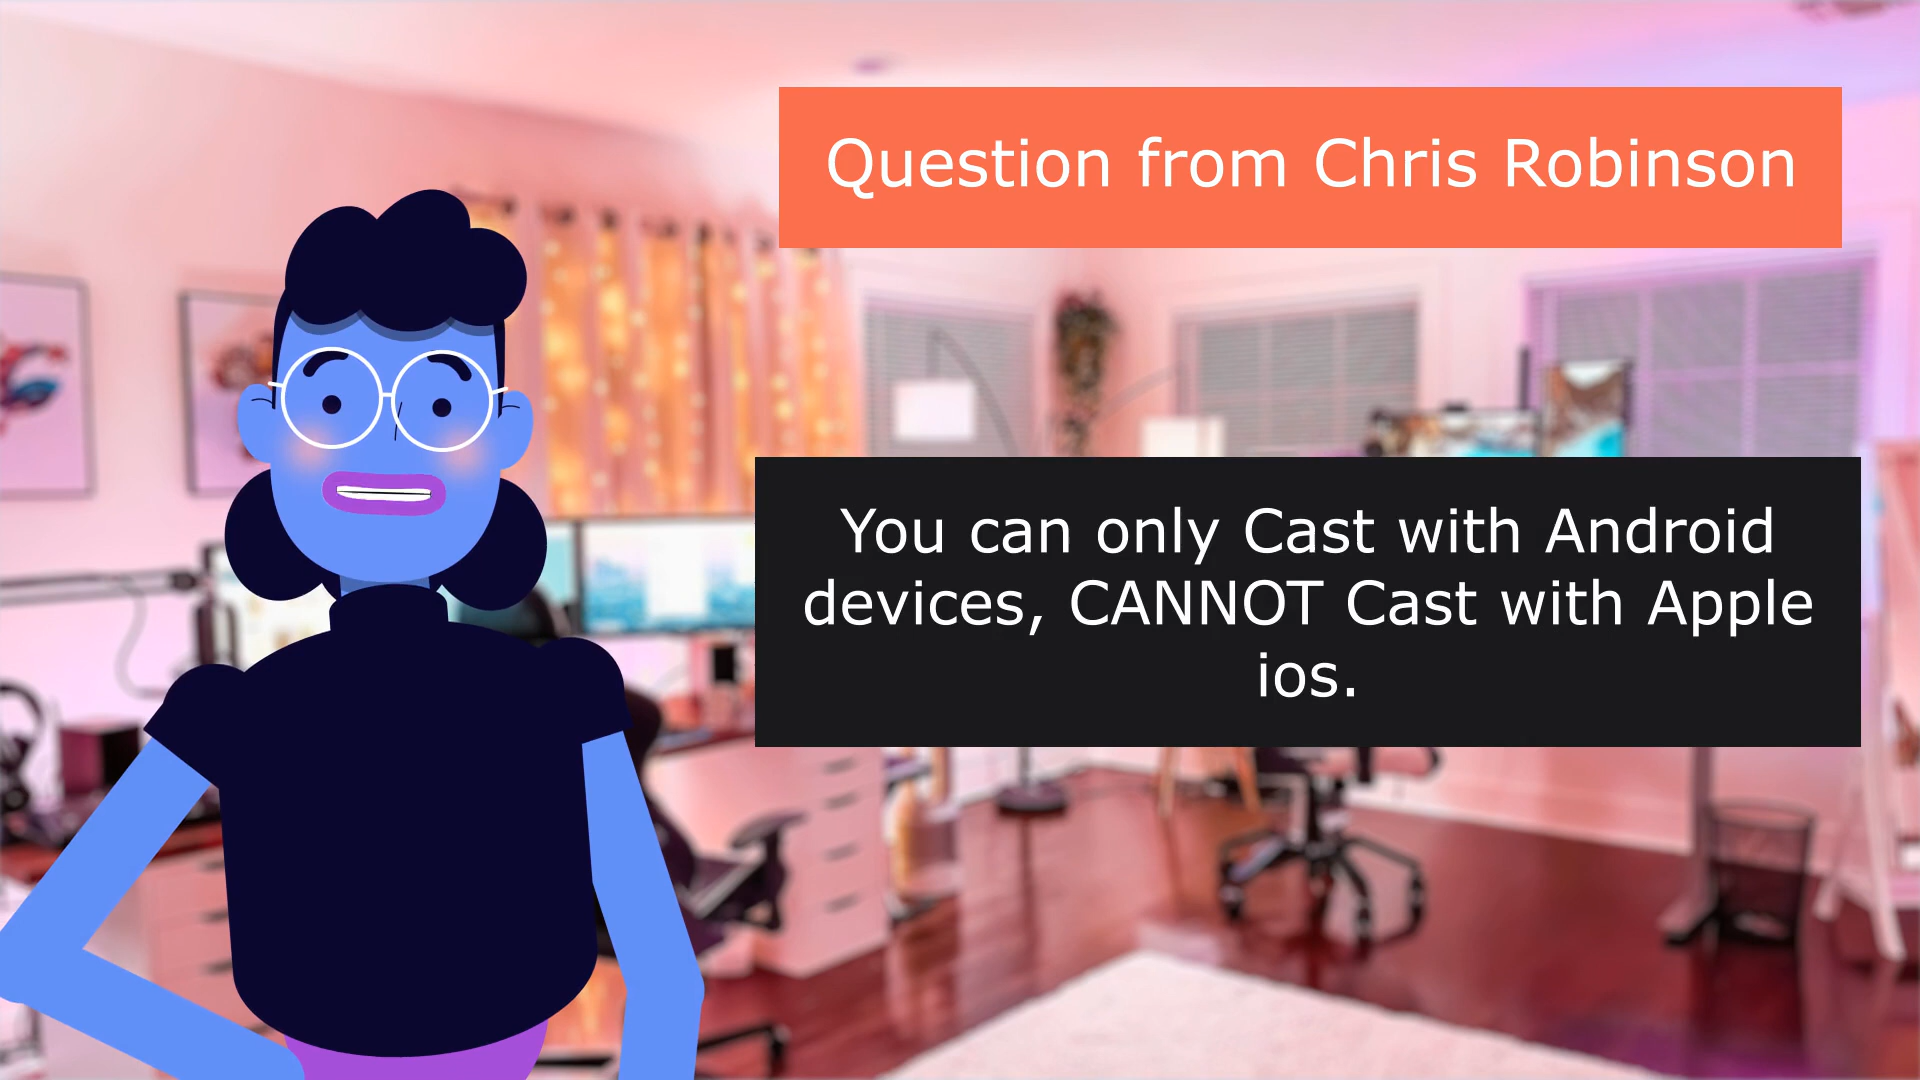 Question from Chris Robinson
You can only Cast with Android
devices, CANNOT Cast with Apple
ios.